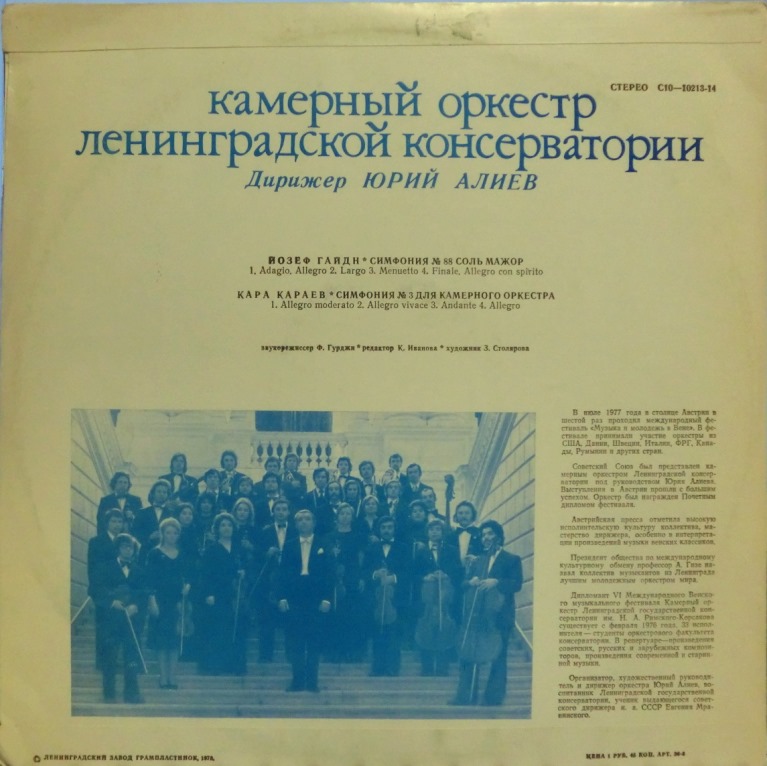 СТЕРЕО С10—10213-14
камерный оркестр
ленинградской консерватории
Дирижер ЮРИЙ АЛИЕВ
ЙОЗЕФ ГАЙДН * СИМФОНИЯ № 88 СОЛЬ МАЖОР
1. Adagio, Allegro 2. Largo 3. Menuetto 4. Finale, Allegro con spirito
КАРА КАРАЕВ * СИМФОНИЯ № 3 ДЛЯ КАМЕРНОГО ОРКЕСТРА
1. Allegro moderato 2. Allegro vivace 3. Andante 4. Allegro
звукорежиссер Ф. Гурджи * редактор К. Иванова * художник З. Столярова
В июле 1977 года в столице Австрии в
шестой раз проходил международный фе-
стиваль «Музыка и молодежь в Вене». В фе-
стивале принимали участие оркестры из
США, Дании, Швеции, Италии, ФРГ, Кана-
ды, Румынии и других стран.
Советский Союз был представлен ка-
мерным оркестром Ленинградской консер-
ватории под руководством Юрия Алиева.
Выступления в Австрии прошли с большим
успехом. Оркестр был награжден Почетным
дипломом фестиваля.
Австрийская пресса отметила высокую
исполнительскую культуру коллектива, ма-
стерство дирижера, особенно в интерпрета-
ции произведений музыки венских классиков.
Президент общества по международному
культурному обмену профессор А. Гиза на-
звал коллектив музыкантов из Ленинграда
лучшим молодежным оркестром мира.
Дипломант VI Международного Венско-
го музыкального фестиваля Камерный ор-
кестр Ленинградской государственной кон-
серватории им. Н. А. Римского-Корсакова
существует с февраля 1976 года. 33 испол-
нителя — студенты оркестрового факультета
консерватории. В репертуаре—произведения
советских, русских и зарубежных компози-
торов, произведения современной и старин-
ной музыки.
Организатор, художественный руководи-
тель и дирижер оркестра Юрий Алиев, во-
спитанник Ленинградской государственной
консерватории, ученик выдающегося совет-
ского дирижера н. а. СССР Евгения Мра-
винского.
ЛЕНИНГРАДСКИЙ ЗАВОД ГРАМПЛАСТИНОК, 1978,
ЦЕНА 1 РУБ. 45 КОП. АРТ.